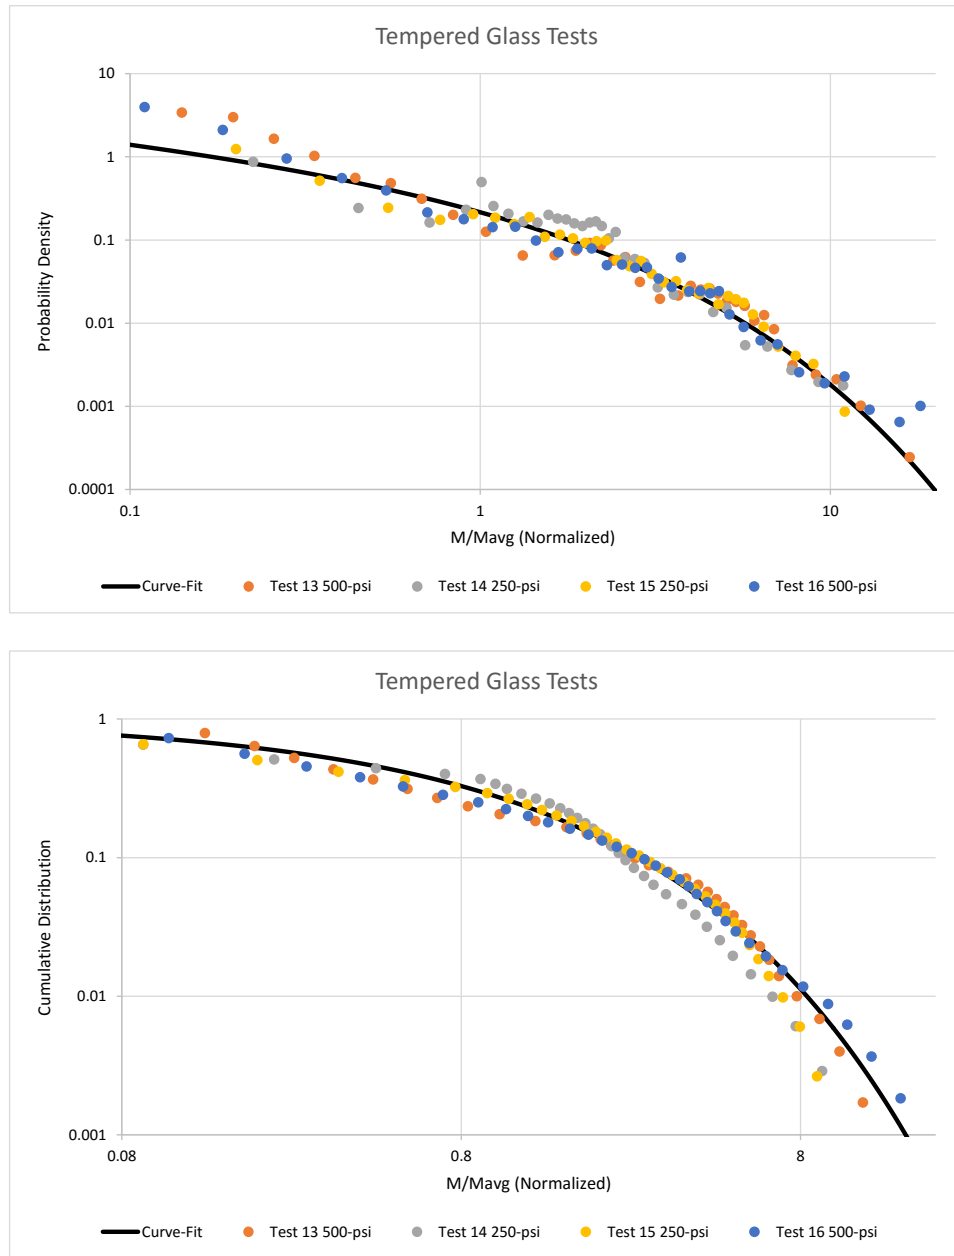 Tempered Glass Tests
10
1
0.1
0.01
0.001
0.0001
Probability Density
0.1
1
10
M/Mavg (Normalized)
Curve-Fit Test 13 500-psi Test 14 250-psi Test 15 250-psi Test 16 500-psi
Tempered Glass Tests
1
0.1
0.01
0.001
Cumulative Distribution
0.08
0.8
8
M/Mavg (Normalized)
Curve-Fit Test 13 500-psi Test 14 250-psi Test 15 250-psi Test 16 500-psi